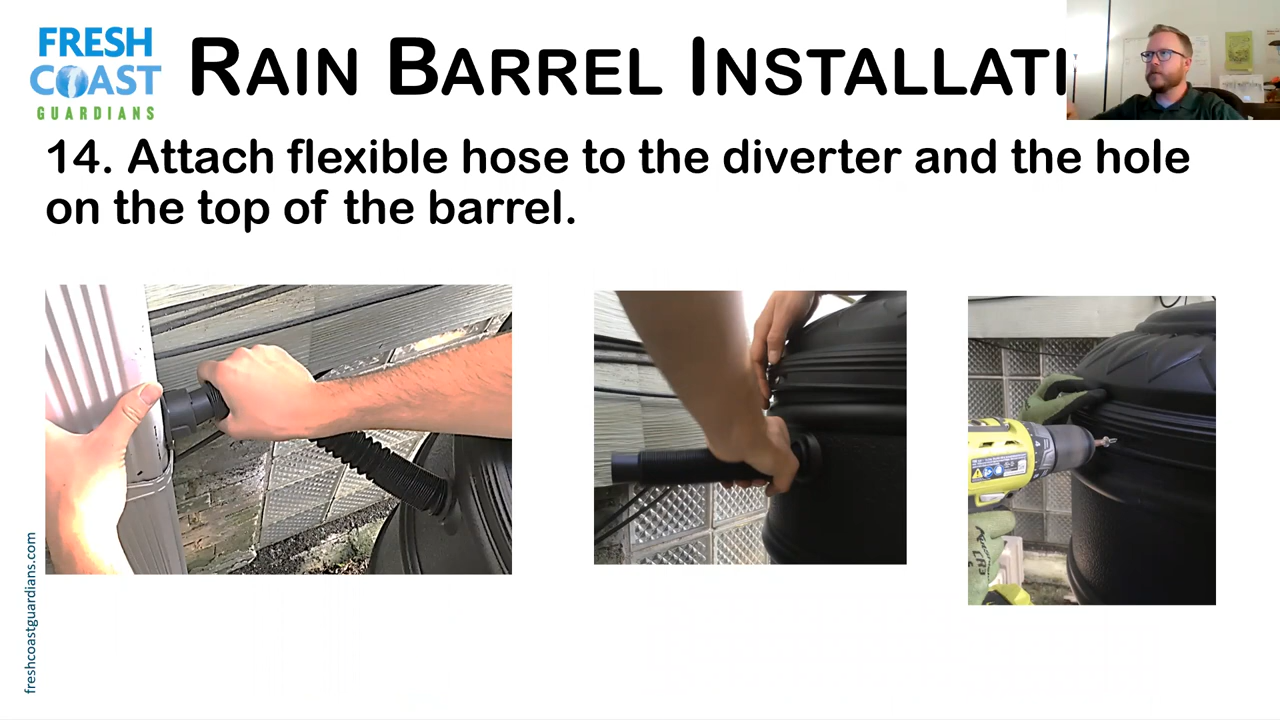 FRESH
COAST
GUARDIANS
RAIN BARREL INSTALLATI
14. Attach flexible hose to the diverter and the hole
on the top of the barrel.
freshcoastguardians.com